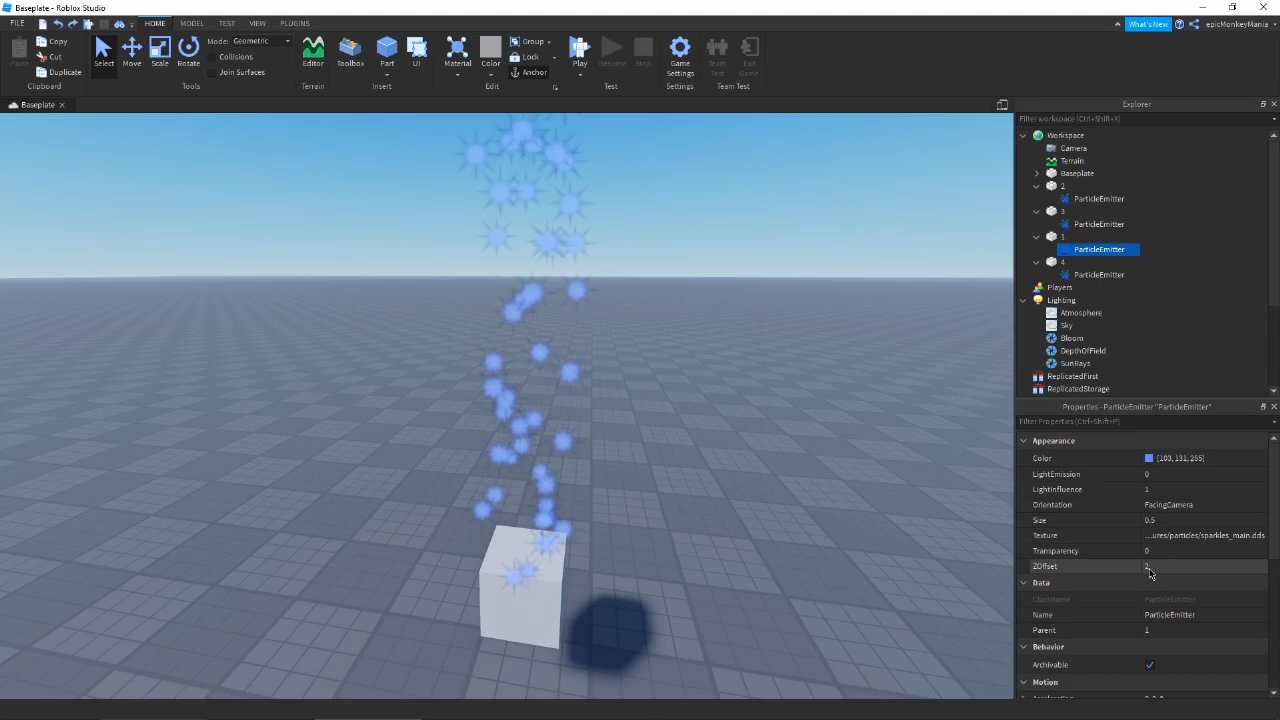 Baseplate - Roblox Studio
FILE HOME MODEL TEST VIEW PLUGINS What's New epicMonkeyMania
Paste Copy Cut Duplicate Clipboard
Select Move Scale Rotate Mode: Geometric Collisions Join Surfaces Tools
Editor Terrain
Toolbox Part UI Insert
Material Color Group Lock Anchor Edit
Play Resume Stop Test
Game Settings Settings
Team Test Exit Game Team Test
Baseplate
Explorer
Filter workspace (Ctrl+Shift+X)
Workspace
Camera
Terrain
Baseplate
2
ParticleEmitter
3
ParticleEmitter
1
ParticleEmitter
4
ParticleEmitter
Players
Lighting
Atmosphere
Sky
Bloom
DepthOfField
SunRays
ReplicatedFirst
ReplicatedStorage
Properties - ParticleEmitter "ParticleEmitter"
Filter Properties (Ctrl+Shift+P)
Appearance
Color [103, 131, 255]
LightEmission 0
LightInfluence 1
Orientation FacingCamera
Size 0.5
Texture ...ures/particles/sparkles_main.dds
Transparency 0
ZOffset 2
Data
ClassName ParticleEmitter
Name ParticleEmitter
Parent 1
Behavior
Archivable
Motion